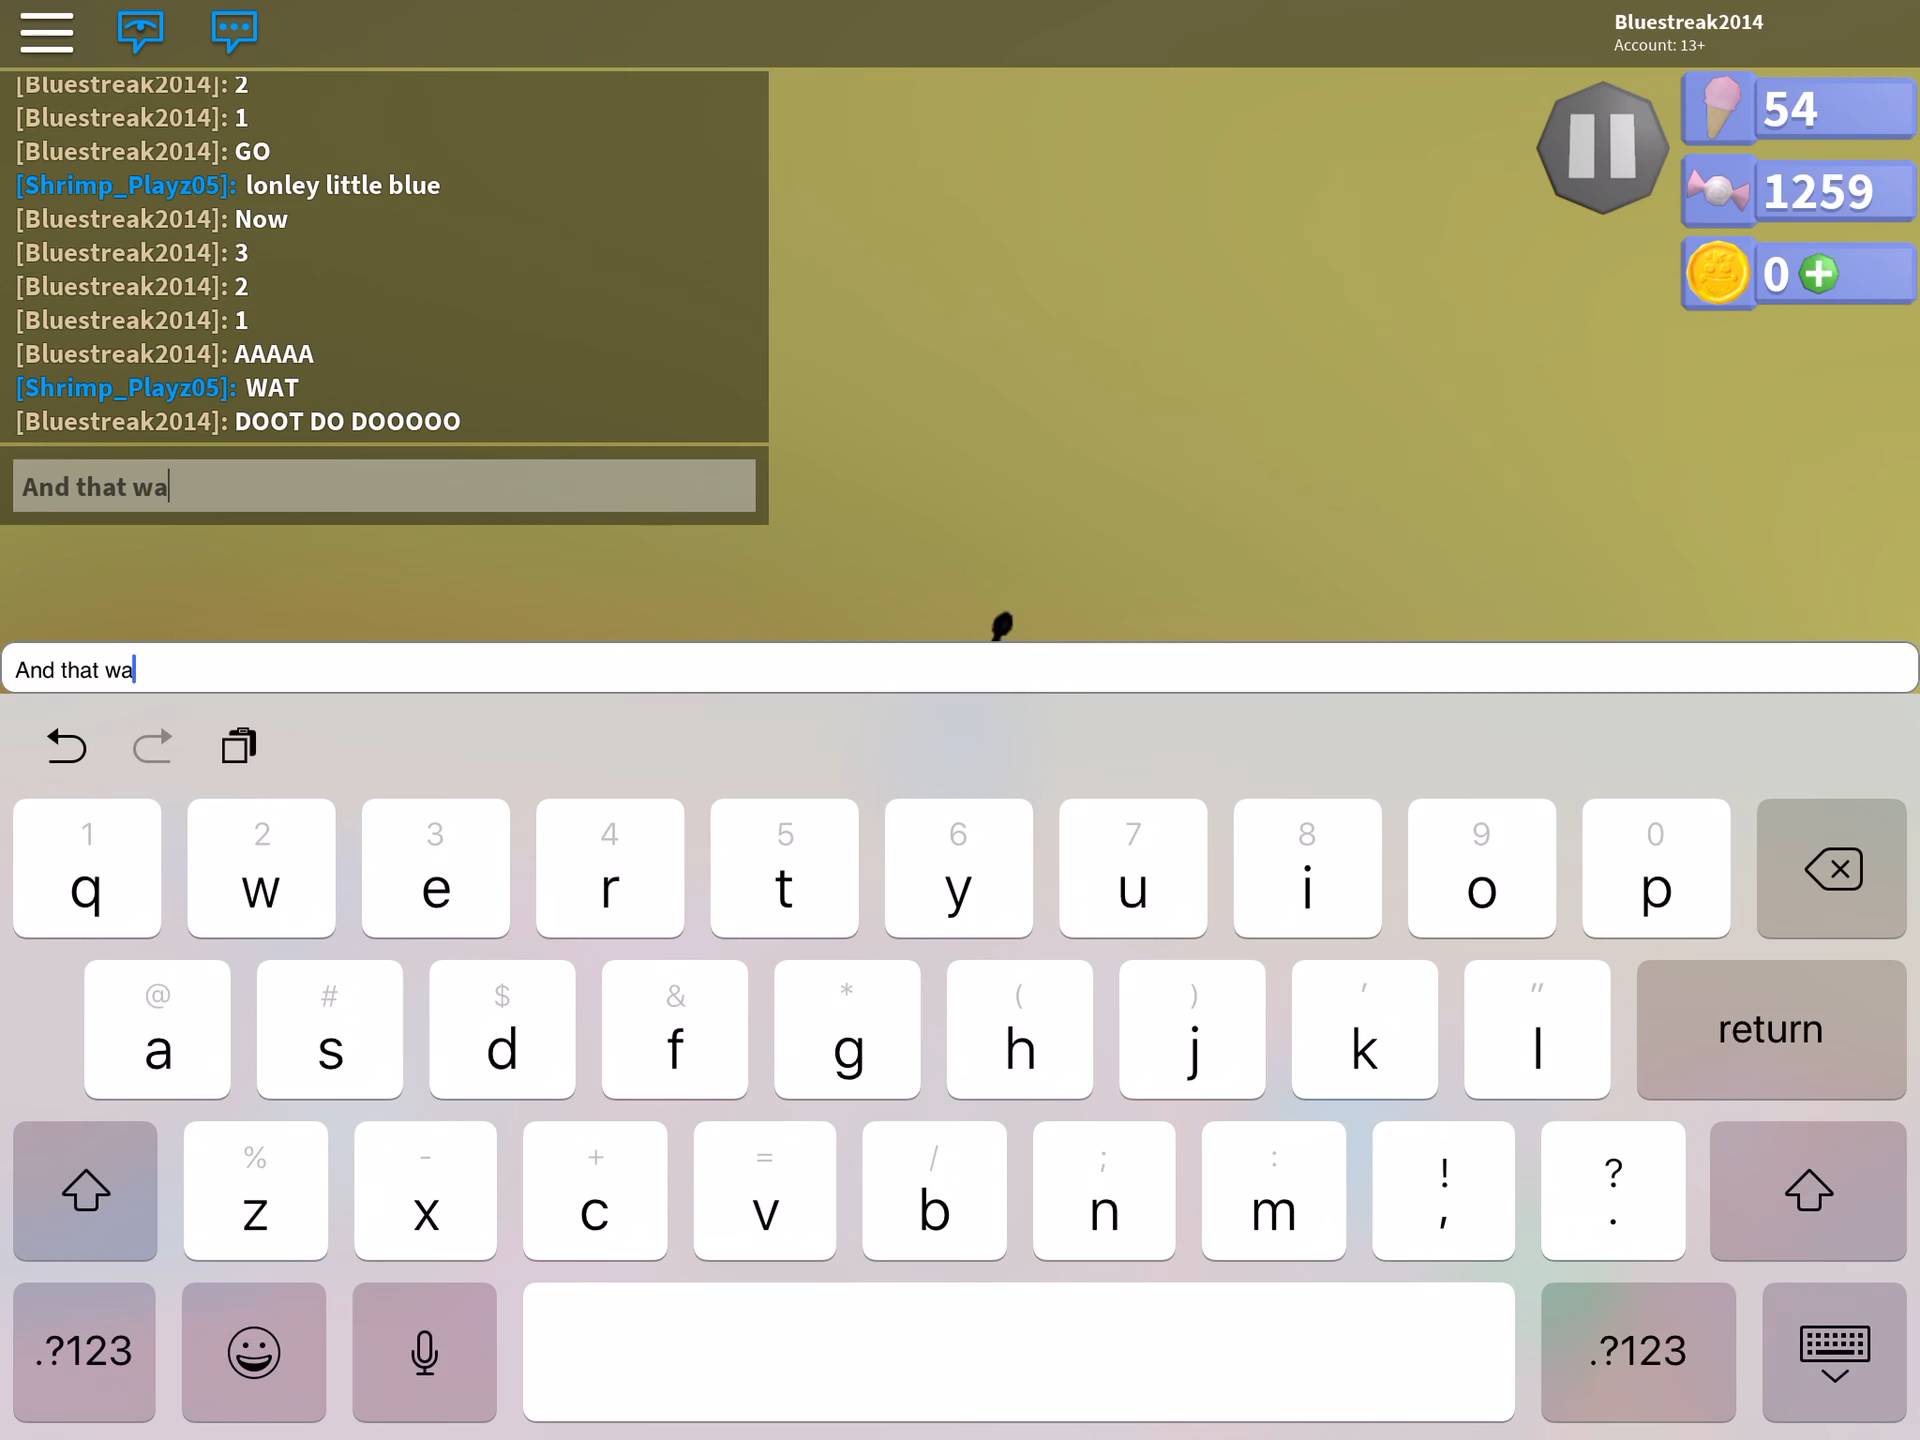 Bluestreak2014
Account: 13+
[Bluestreak2014]: 2
[Bluestreak2014]: 1
[Bluestreak2014]: GO
[Shrimp_Playz05]: lonley little blue
[Bluestreak2014]: Now
[Bluestreak2014]: 3
[Bluestreak2014]: 2
[Bluestreak2014]: 1
[Bluestreak2014]: AAAAA
[Shrimp_Playz05]: WAT
[Bluestreak2014]: DOOT DO DOOOOO
And that wa
54
1259
0
And that wa
1 2 3 4 5 6 7 8 9 0
q w e r t y u i o p
@ # $ & * ( ) ' "
a s d f g h j k l return
% - + = / ; : ! ?
z x c v b n m , .
.?123 .?123